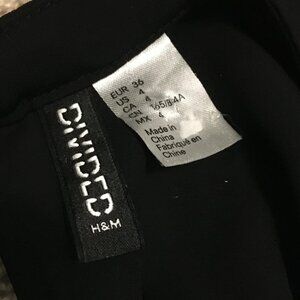 DIVIDED
H&M
EUR 36
US 4
CA 4
CN 165/84A
MX 4
Made in
China
Fabriqué en
Chine